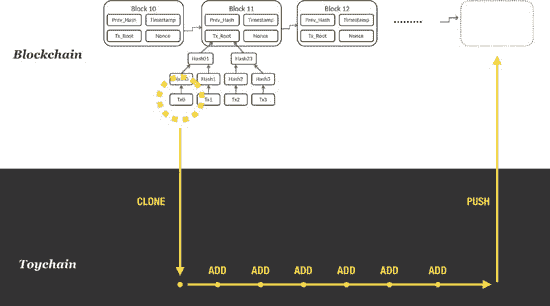 Block 10
Block 11
Block 12
Prev_Hash
Timestamp
Prev_Hash
Timestamp
Prev_Hash
Timestamp
Tx_Root
Nonce
Tx_Root
Nonce
Tx_Root
Nonce
Blockchain
Hash01
Hash23
Hash0
Hash1
Hash2
Hash3
Tx0
Tx1
Tx2
Tx3
CLONE
PUSH
Toychain
ADD
ADD
ADD
ADD
ADD
ADD